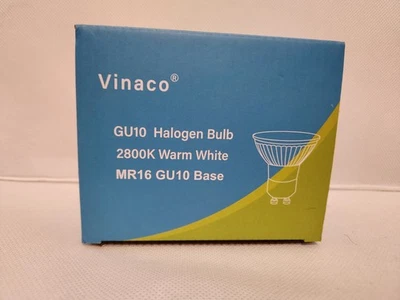 Vinaco®
GU10 Halogen Bulb
2800K Warm White
MR16 GU10 Base